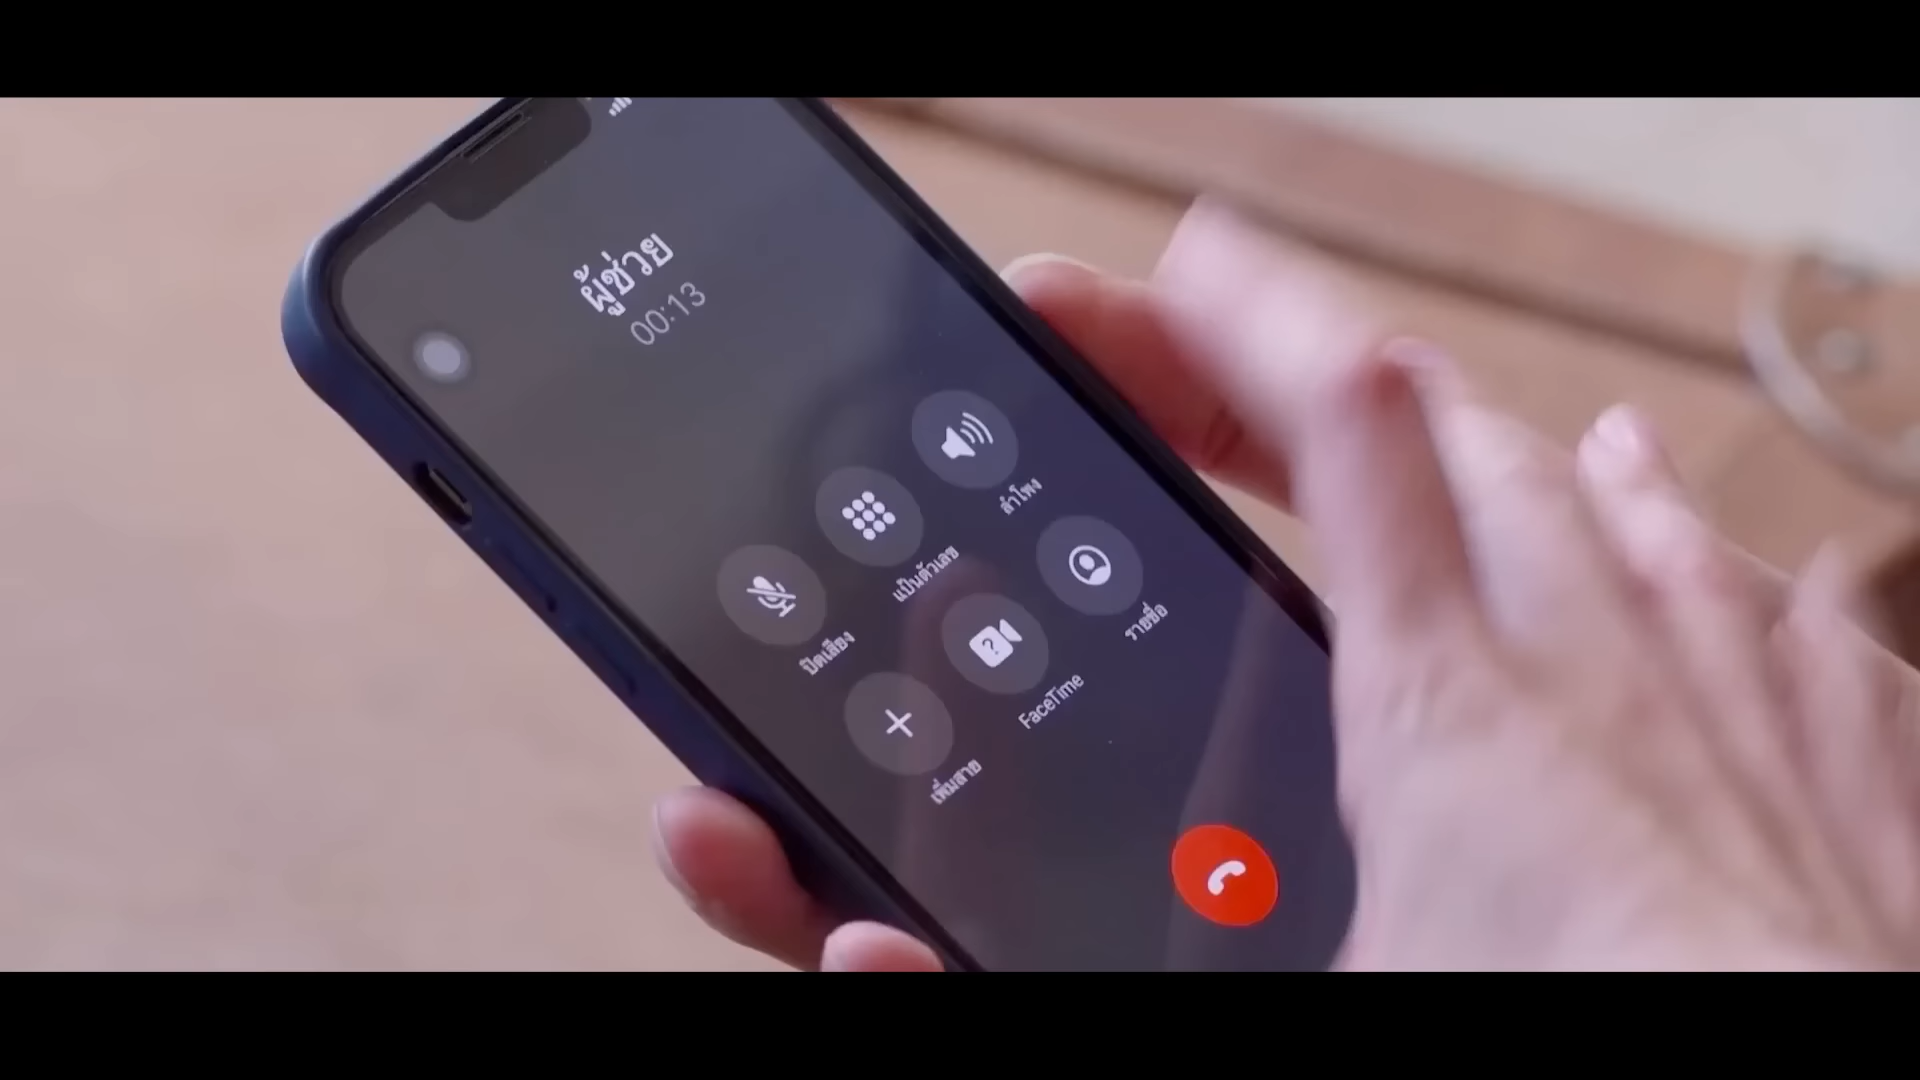 ผู้ช่วย
00:13
ปิดเสียง
แป้นตัวเลข
ลำโพง
เพิ่มสาย
FaceTime
รายชื่อ